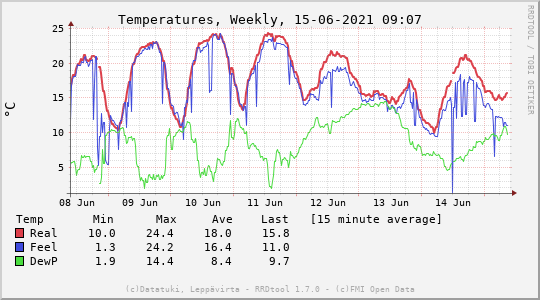 Temperatures, Weekly, 15-06-2021 09:07
RRDTOOL / TOBI OETIKER
°C
25
20
15
10
5
08 Jun 09 Jun 10 Jun 11 Jun 12 Jun 13 Jun 14 Jun
Temp Min Max Ave Last [15 minute average]
Real 10.0 24.4 18.0 15.8
Feel 1.3 24.2 16.4 11.0
DewP 1.9 14.4 8.4 9.7
(c)Datatuki, Leppävirta - RRDtool 1.7.0 - (c)FMI Open Data